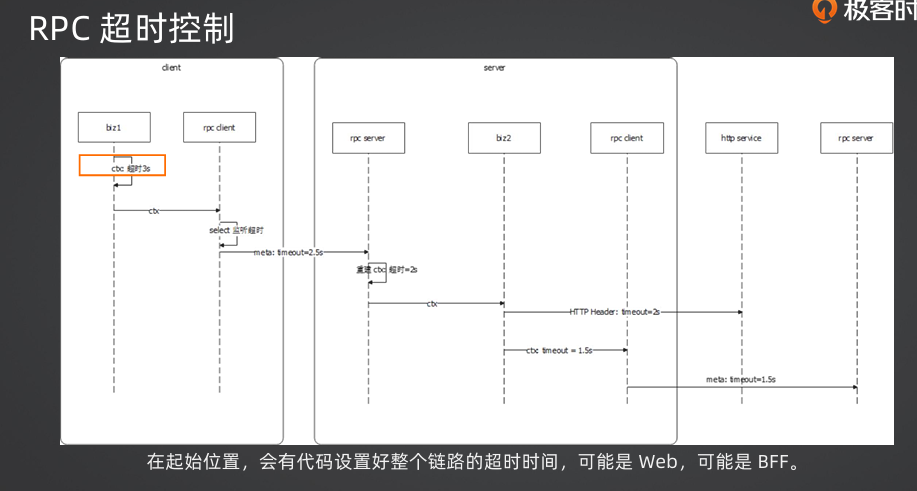 RPC 超时控制
极客时
client
server
biz1
rpc client
rpc server
biz2
rpc client
http service
rpc server
ctx 超时3s
ctx
select 监听超时
meta: timeout=2.5s
重建 ctx 超时=2s
ctx
HTTP Header: timeout=2s
ctx timeout = 1.5s
meta: timeout=1.5s
在起始位置，会有代码设置好整个链路的超时时间，可能是 Web，可能是 BFF。